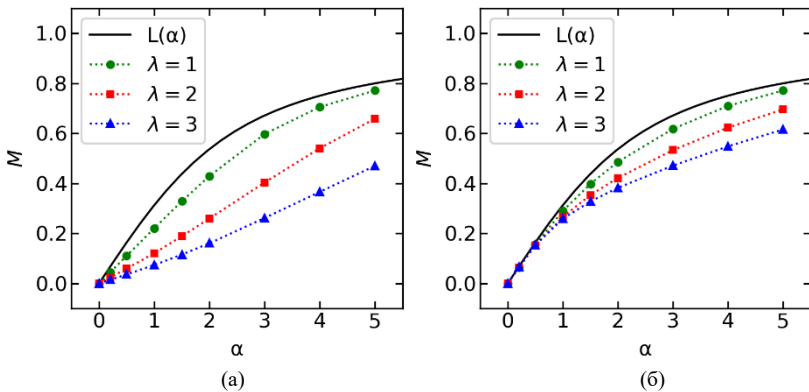 1.0
0.8
0.6
0.4
0.2
0.0
M
L(α)
λ = 1
λ = 2
λ = 3
0 1 2 3 4 5
α
(а)
1.0
0.8
0.6
0.4
0.2
0.0
M
L(α)
λ = 1
λ = 2
λ = 3
0 1 2 3 4 5
α
(б)